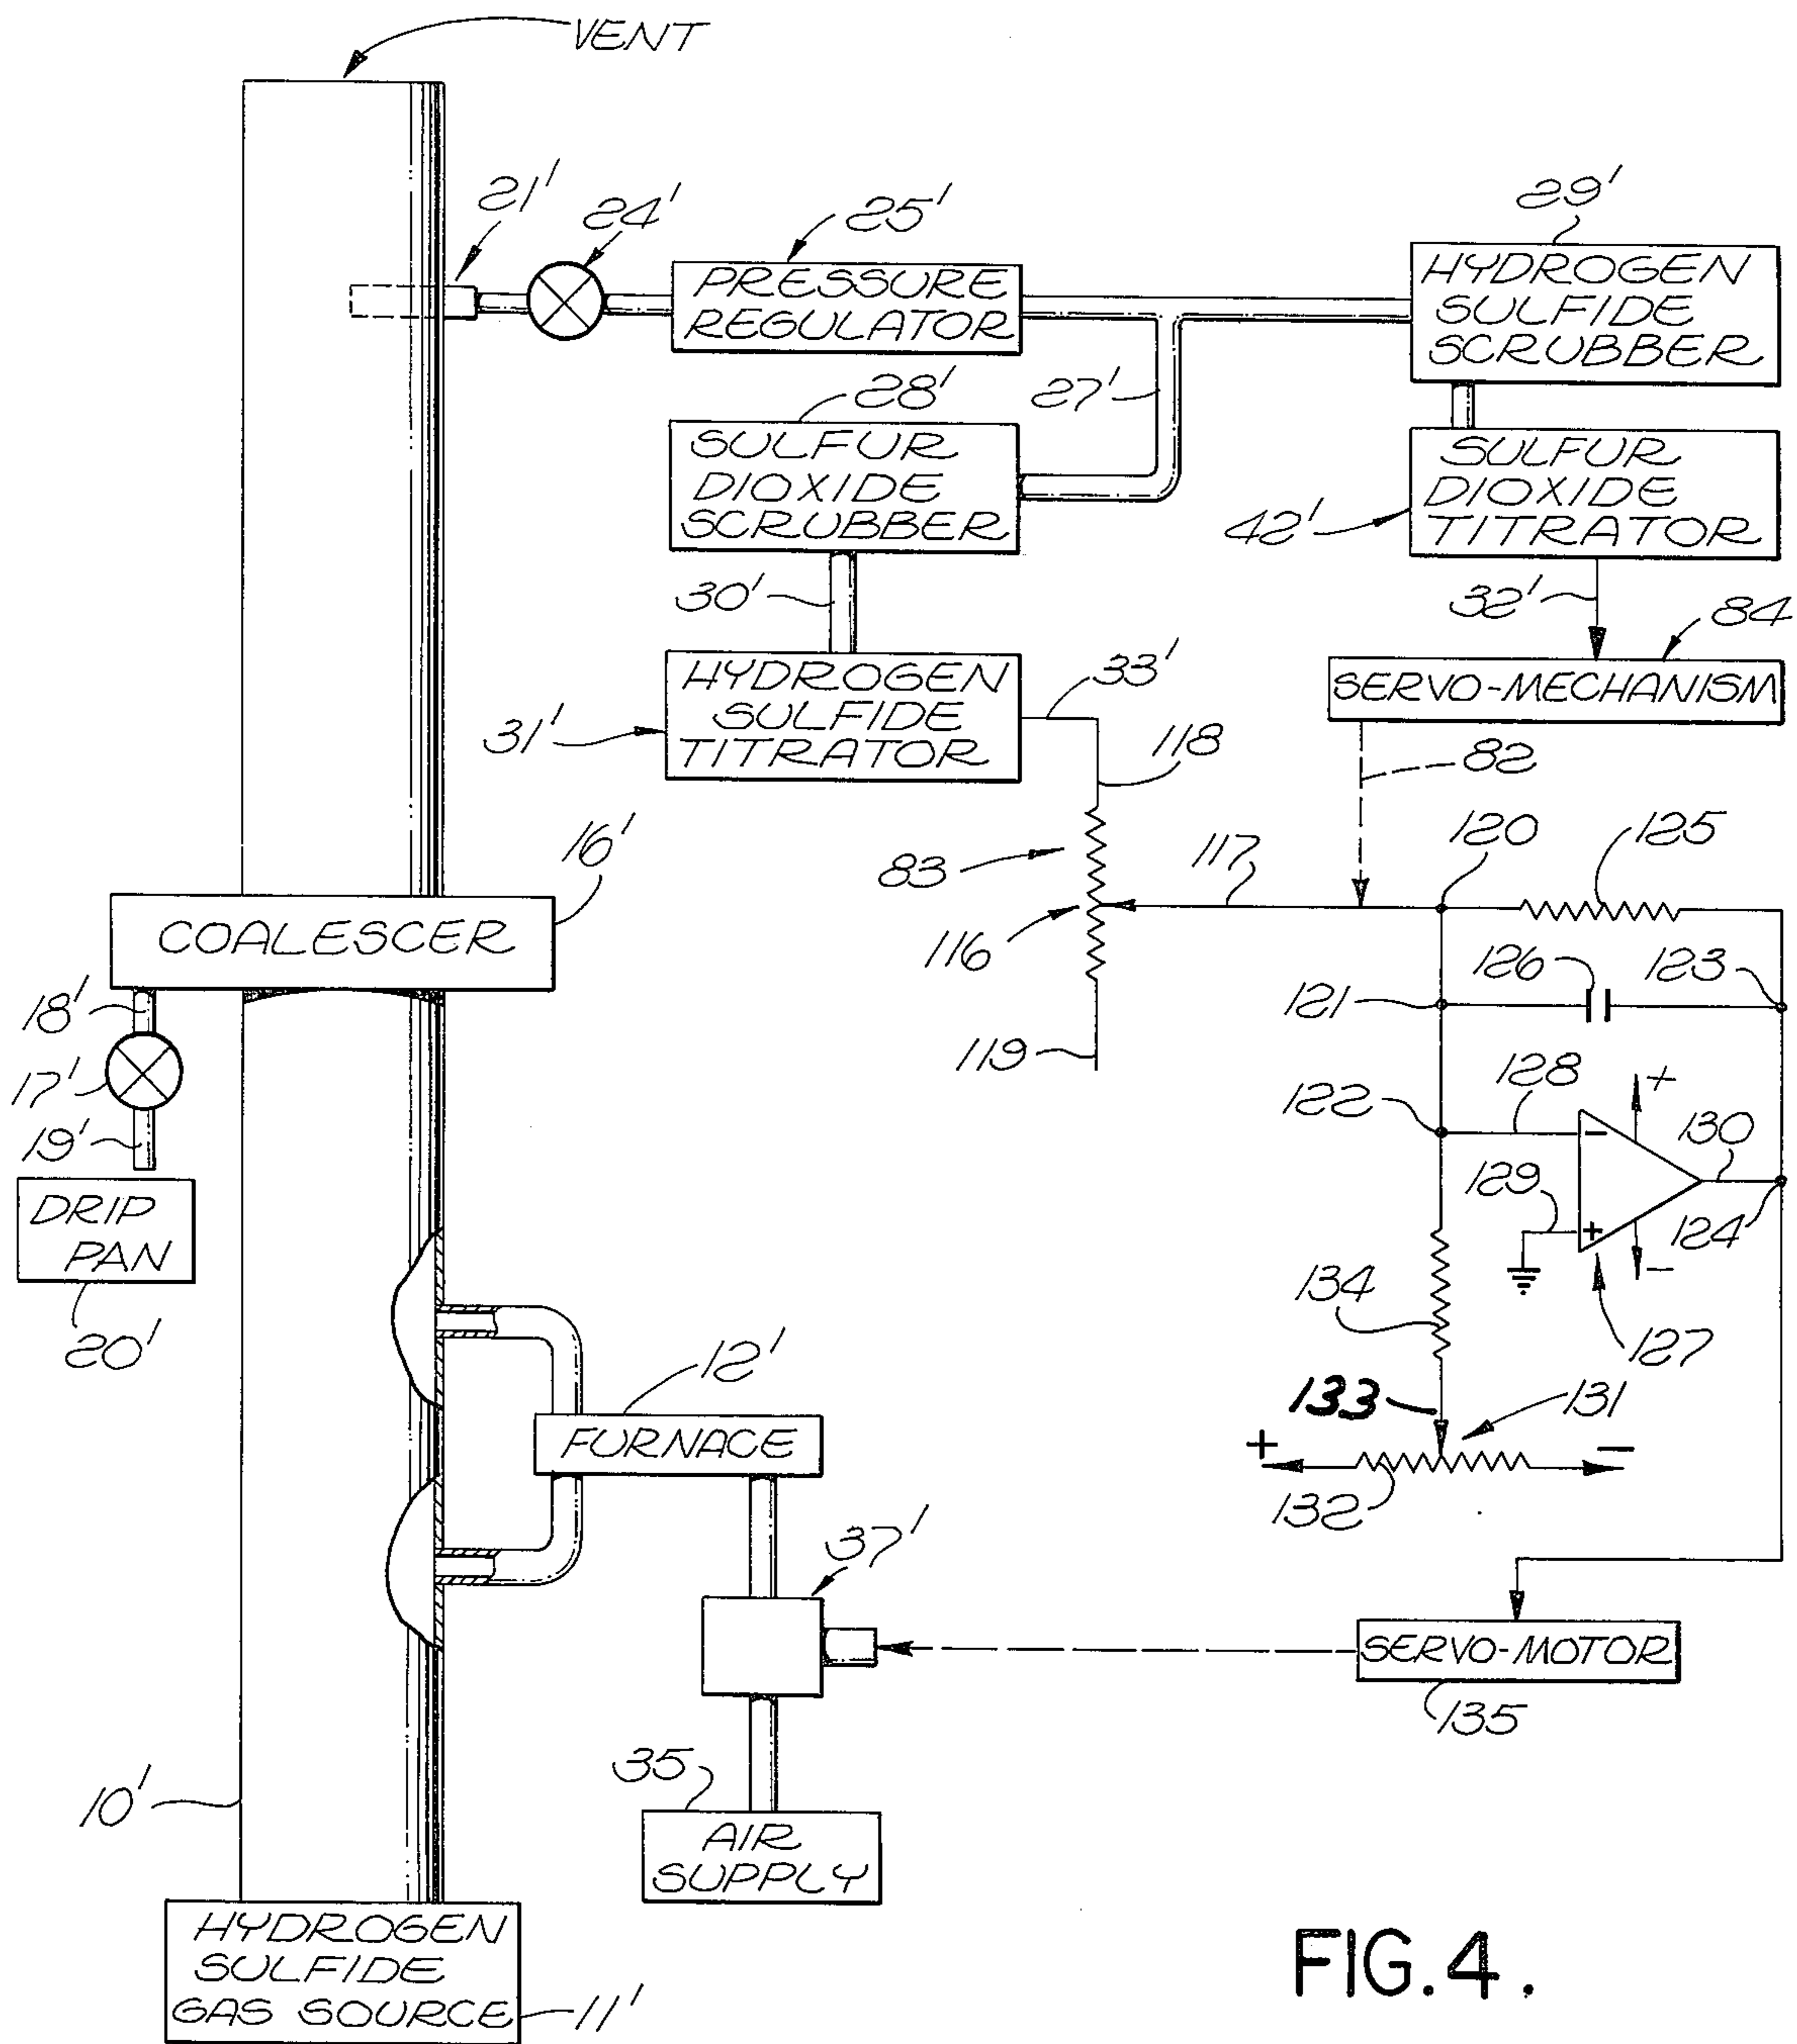 VENT
21'
24'
25'
29'
PRESSURE
REGULATOR
HYDROGEN
SULFIDE
SCRUBBER
28'
27'
SULFUR
DIOXIDE
SCRUBBER
SULFUR
DIOXIDE
TITRATOR
42'
30'
32'
84
HYDROGEN
SULFIDE
TITRATOR
31'
33'
SERVO-MECHANISM
118
82
16'
83
117
120
125
COALESCER
116
126
123
121
18'
17'
19'
119
122
128
+
−
130
129
+
−
124
DRIP
PAN
20'
134
127
12'
133
131
FURNACE
+
−
132
37'
SERVO-MOTOR
135
35
10'
AIR
SUPPLY
HYDROGEN
SULFIDE
GAS SOURCE
11'
FIG.4.